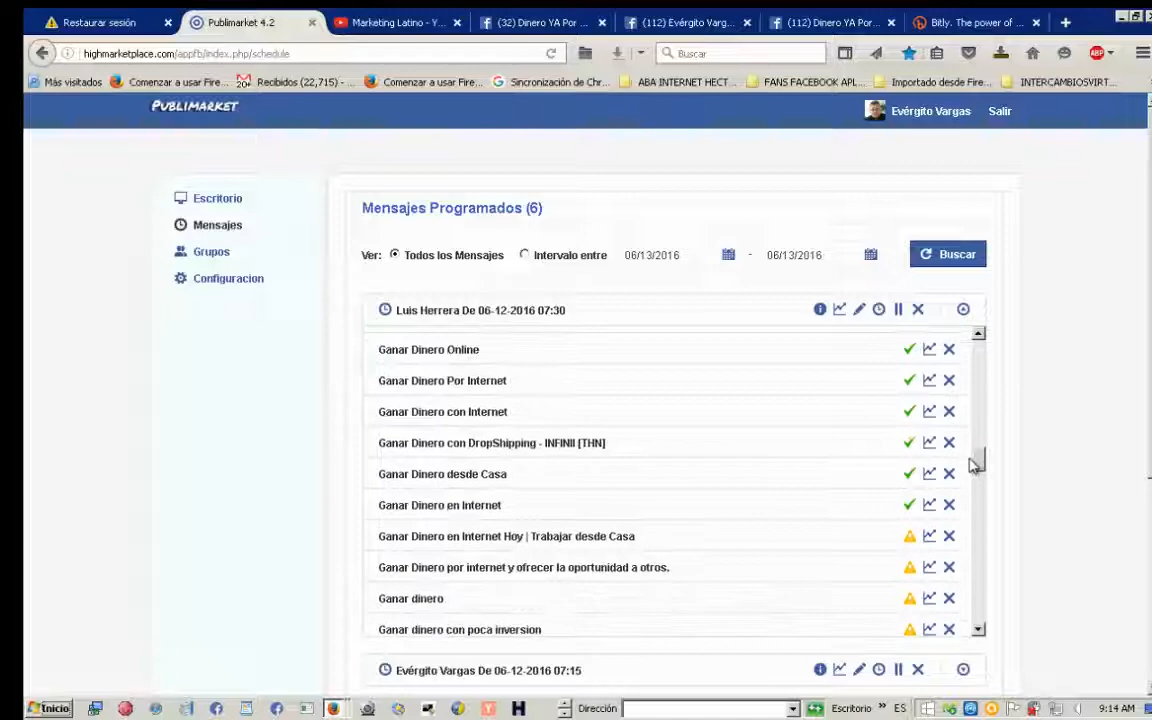 Restaurar sesión
Publimarket 4.2
Marketing Latino - Y...
(32) Dinero YA Por ...
(112) Evérgito Varg...
(112) Dinero YA Por ...
Bitly. The power of ...
highmarketplace.com/appfb/index.php/schedule
Buscar
ABP
Más visitados
Comenzar a usar Fire...
Recibidos (22,715) - ...
Comenzar a usar Fire...
Sincronización de Chr...
ABA INTERNET HECT...
FANS FACEBOOK APL...
Importado desde Fire...
INTERCAMBIOSVIRT...
PUBLIMARKET
Evérgito Vargas
Salir
Escritorio
Mensajes
Grupos
Configuracion
Mensajes Programados (6)
Ver: Todos los Mensajes Intervalo entre 06/13/2016 - 06/13/2016 Buscar
Luis Herrera De 06-12-2016 07:30
Ganar Dinero Online
Ganar Dinero Por Internet
Ganar Dinero con Internet
Ganar Dinero con DropShipping - INFINII [THN]
Ganar Dinero desde Casa
Ganar Dinero en Internet
Ganar Dinero en Internet Hoy | Trabajar desde Casa
Ganar Dinero por internet y ofrecer la oportunidad a otros.
Ganar dinero
Ganar dinero con poca inversion
Evérgito Vargas De 06-12-2016 07:15
Inicio
Dirección
Escritorio
ES
9:14 AM